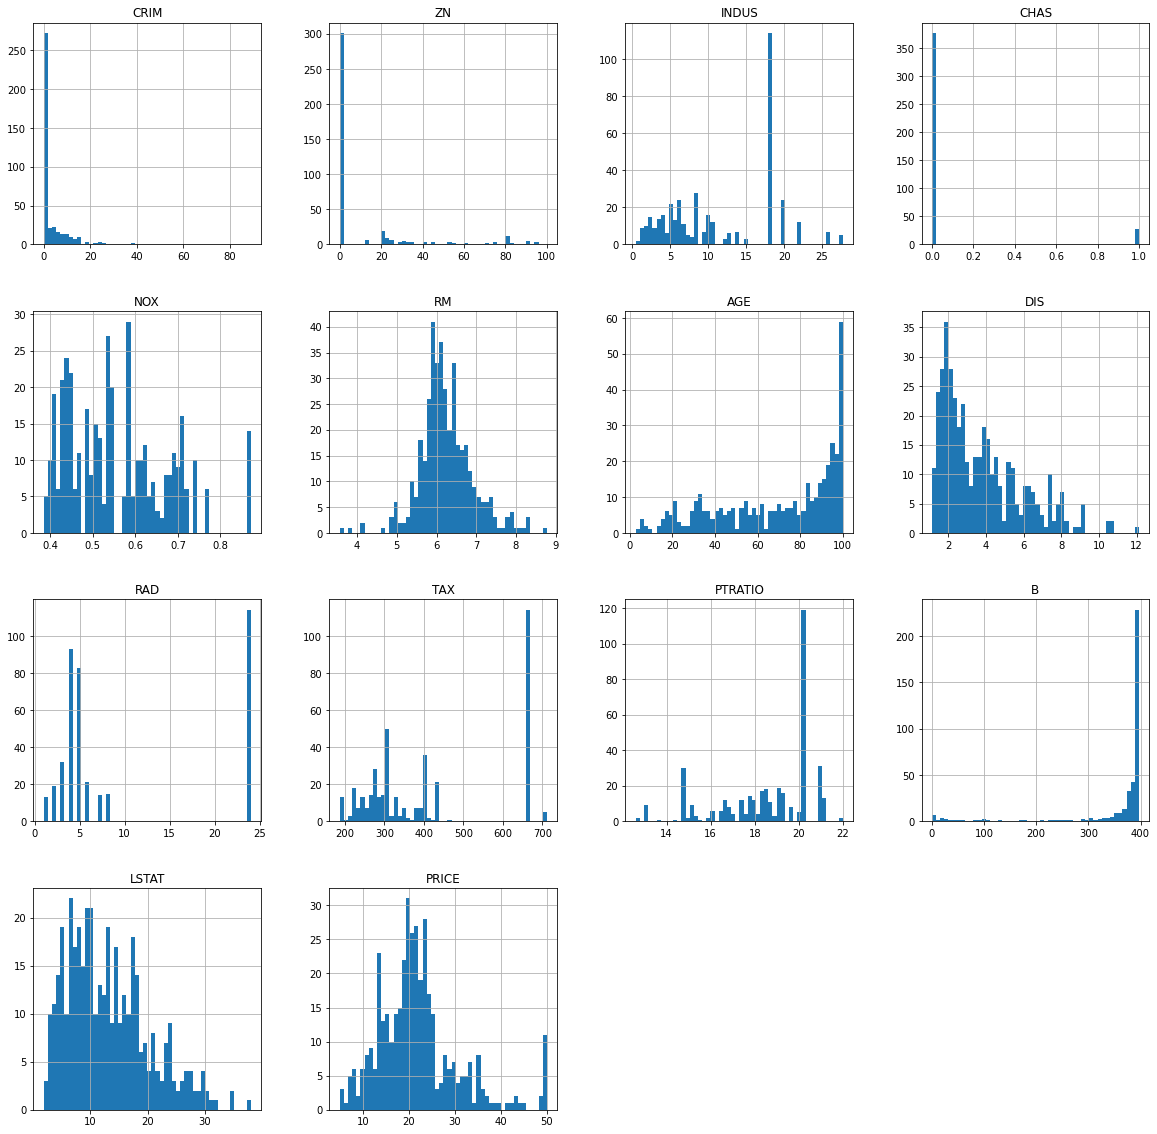 CRIM ZN INDUS CHAS
250 300 100 350
200 250 80 300
150 200 60 250
100 150 40 200
50 100 20 150
0 50 0 100
0 50
0
0 20 40 60 80 0 20 40 60 80 100 0 5 10 15 20 25 0.0 0.2 0.4 0.6 0.8 1.0
NOX RM AGE DIS
30 40 60 35
25 35 50 30
20 30 40 25
15 25 30 20
10 20 20 15
5 15 10 10
0 10 0 5
5 0
0
0.4 0.5 0.6 0.7 0.8 4 5 6 7 8 9 0 20 40 60 80 100 2 4 6 8 10 12
RAD TAX PTRATIO B
100 100 120 200
80 80 100 150
60 60 80 100
40 40 60 50
20 20 40 0
0 0 20
0
0 5 10 15 20 25 200 300 400 500 600 700 14 16 18 20 22 0 100 200 300 400
LSTAT PRICE
20 30
15 25
10 20
5 15
0 10
5
0
10 20 30 10 20 30 40 50